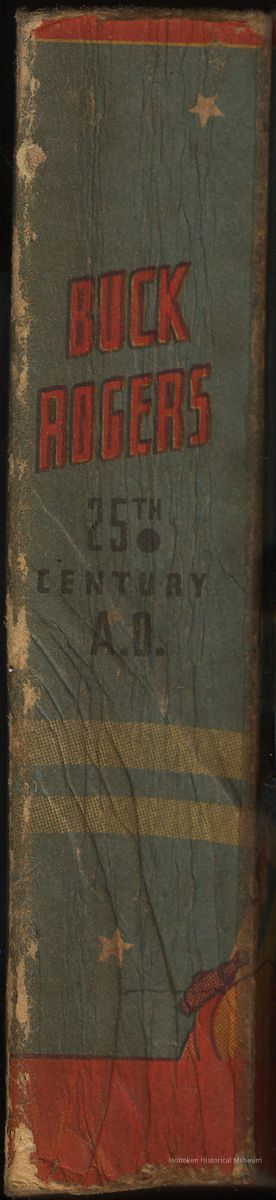 BUCK
ROGERS
25TH
CENTURY
A.D.
Hoboken Historical Museum